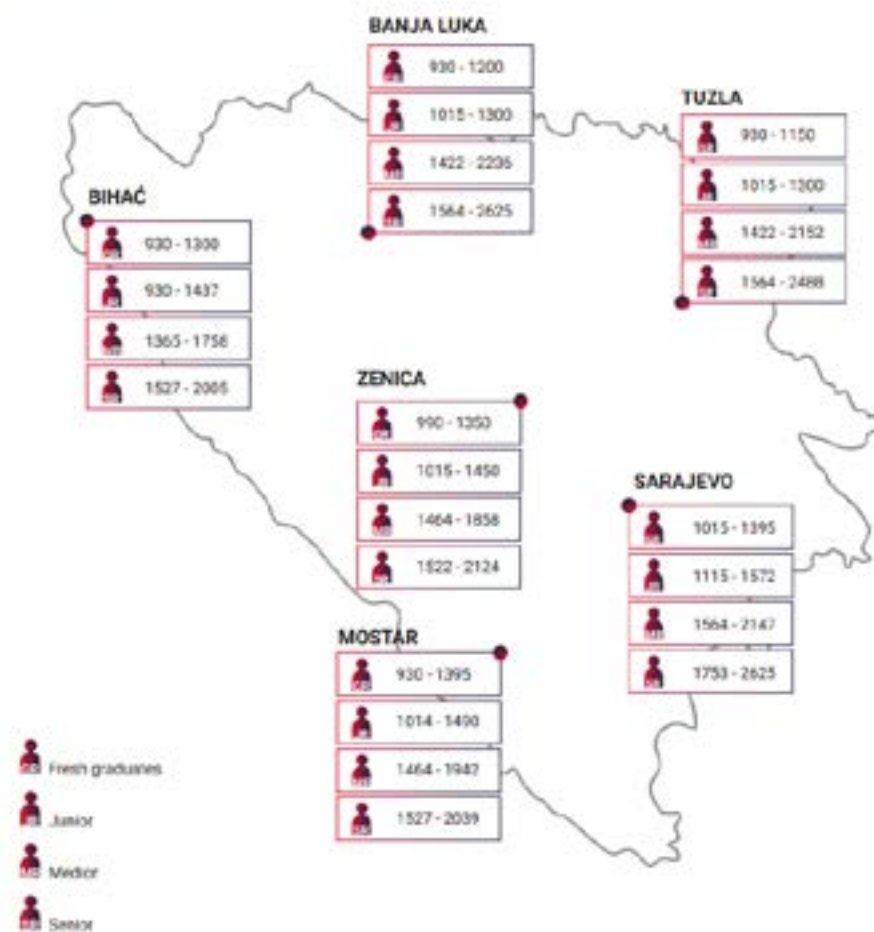 BANJA LUKA
930 - 1200
1015 - 1300
1422 - 2236
1564 - 2625
TUZLA
930 - 1150
1015 - 1300
1422 - 2152
1564 - 2488
BIHAĆ
930 - 1300
930 - 1437
1365 - 1758
1527 - 2005
ZENICA
990 - 1350
1015 - 1450
1464 - 1858
1522 - 2124
SARAJEVO
1015 - 1395
1115 - 1572
1564 - 2147
1753 - 2625
MOSTAR
930 - 1395
1014 - 1490
1464 - 1942
1527 - 2039
Fresh graduates
Junior
Medior
Senior